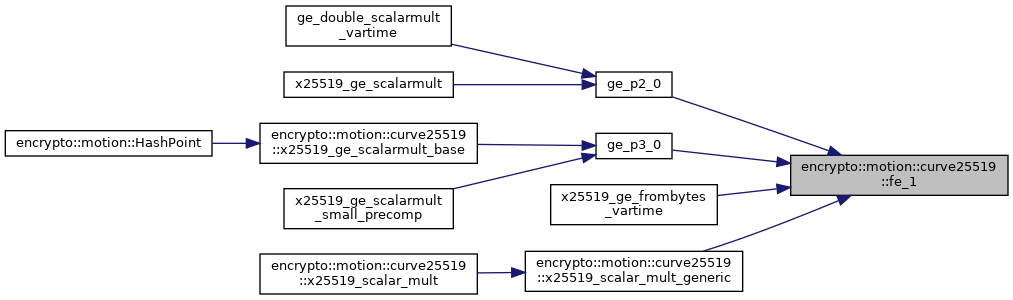 ge_double_scalarmult
_vartime
x25519_ge_scalarmult
ge_p2_0
encrypto::motion::HashPoint
encrypto::motion::curve25519
::x25519_ge_scalarmult_base
ge_p3_0
encrypto::motion::curve25519
::fe_1
x25519_ge_scalarmult
_small_precomp
x25519_ge_frombytes
_vartime
encrypto::motion::curve25519
::x25519_scalar_mult
encrypto::motion::curve25519
::x25519_scalar_mult_generic